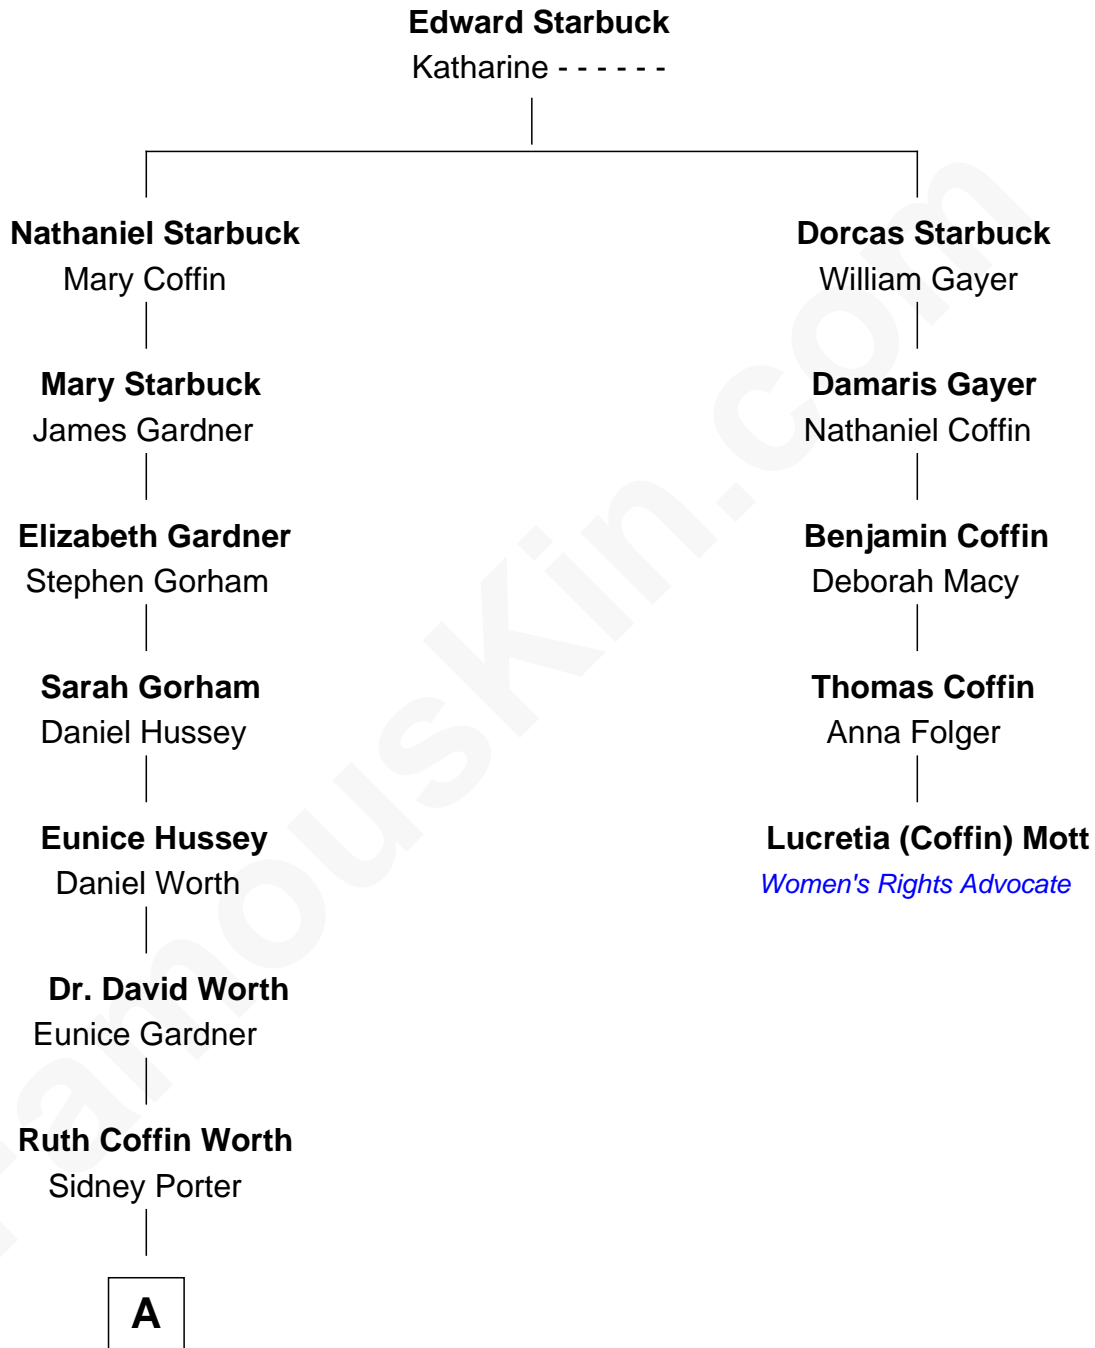 Edward Starbuck
Katharine - - - - - -
Nathaniel Starbuck
Mary Coffin
Dorcas Starbuck
William Gayer
Mary Starbuck
James Gardner
Damaris Gayer
Nathaniel Coffin
Elizabeth Gardner
Stephen Gorham
Benjamin Coffin
Deborah Macy
Sarah Gorham
Daniel Hussey
Thomas Coffin
Anna Folger
Eunice Hussey
Daniel Worth
Lucretia (Coffin) Mott
Women's Rights Advocate
Dr. David Worth
Eunice Gardner
Ruth Coffin Worth
Sidney Porter
A
FamousKin.com